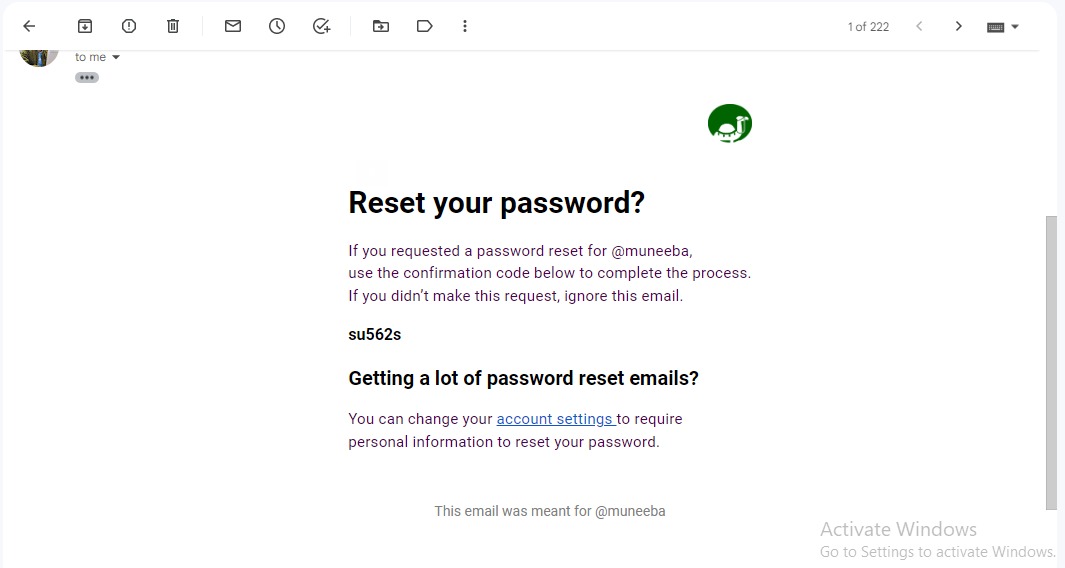 1 of 222
to me
Reset your password?
If you requested a password reset for @muneeba,
use the confirmation code below to complete the process.
If you didn’t make this request, ignore this email.
su562s
Getting a lot of password reset emails?
You can change your account settings to require
personal information to reset your password.
This email was meant for @muneeba
Activate Windows
Go to Settings to activate Windows.